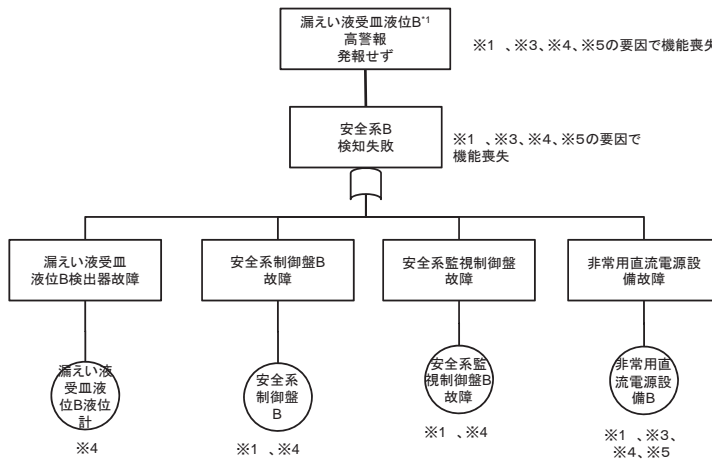 漏えい液受皿液位B*1
高警報
発報せず
※1 、※3、※4、※5の要因で機能喪失
安全系B
検知失敗
※1 、※3、※4、※5の要因で
機能喪失
漏えい液受皿
液位B検出器故障
安全系制御盤B
故障
安全系監視制御盤
故障
非常用直流電源設
備故障
漏えい液
受皿液
位B液位
計
安全系
制御盤
B
安全系監
視制御盤B
故障
非常用直
流電源設
備B
※4
※1 、※4
※1 、※4
※1 、※3、
※4、※5